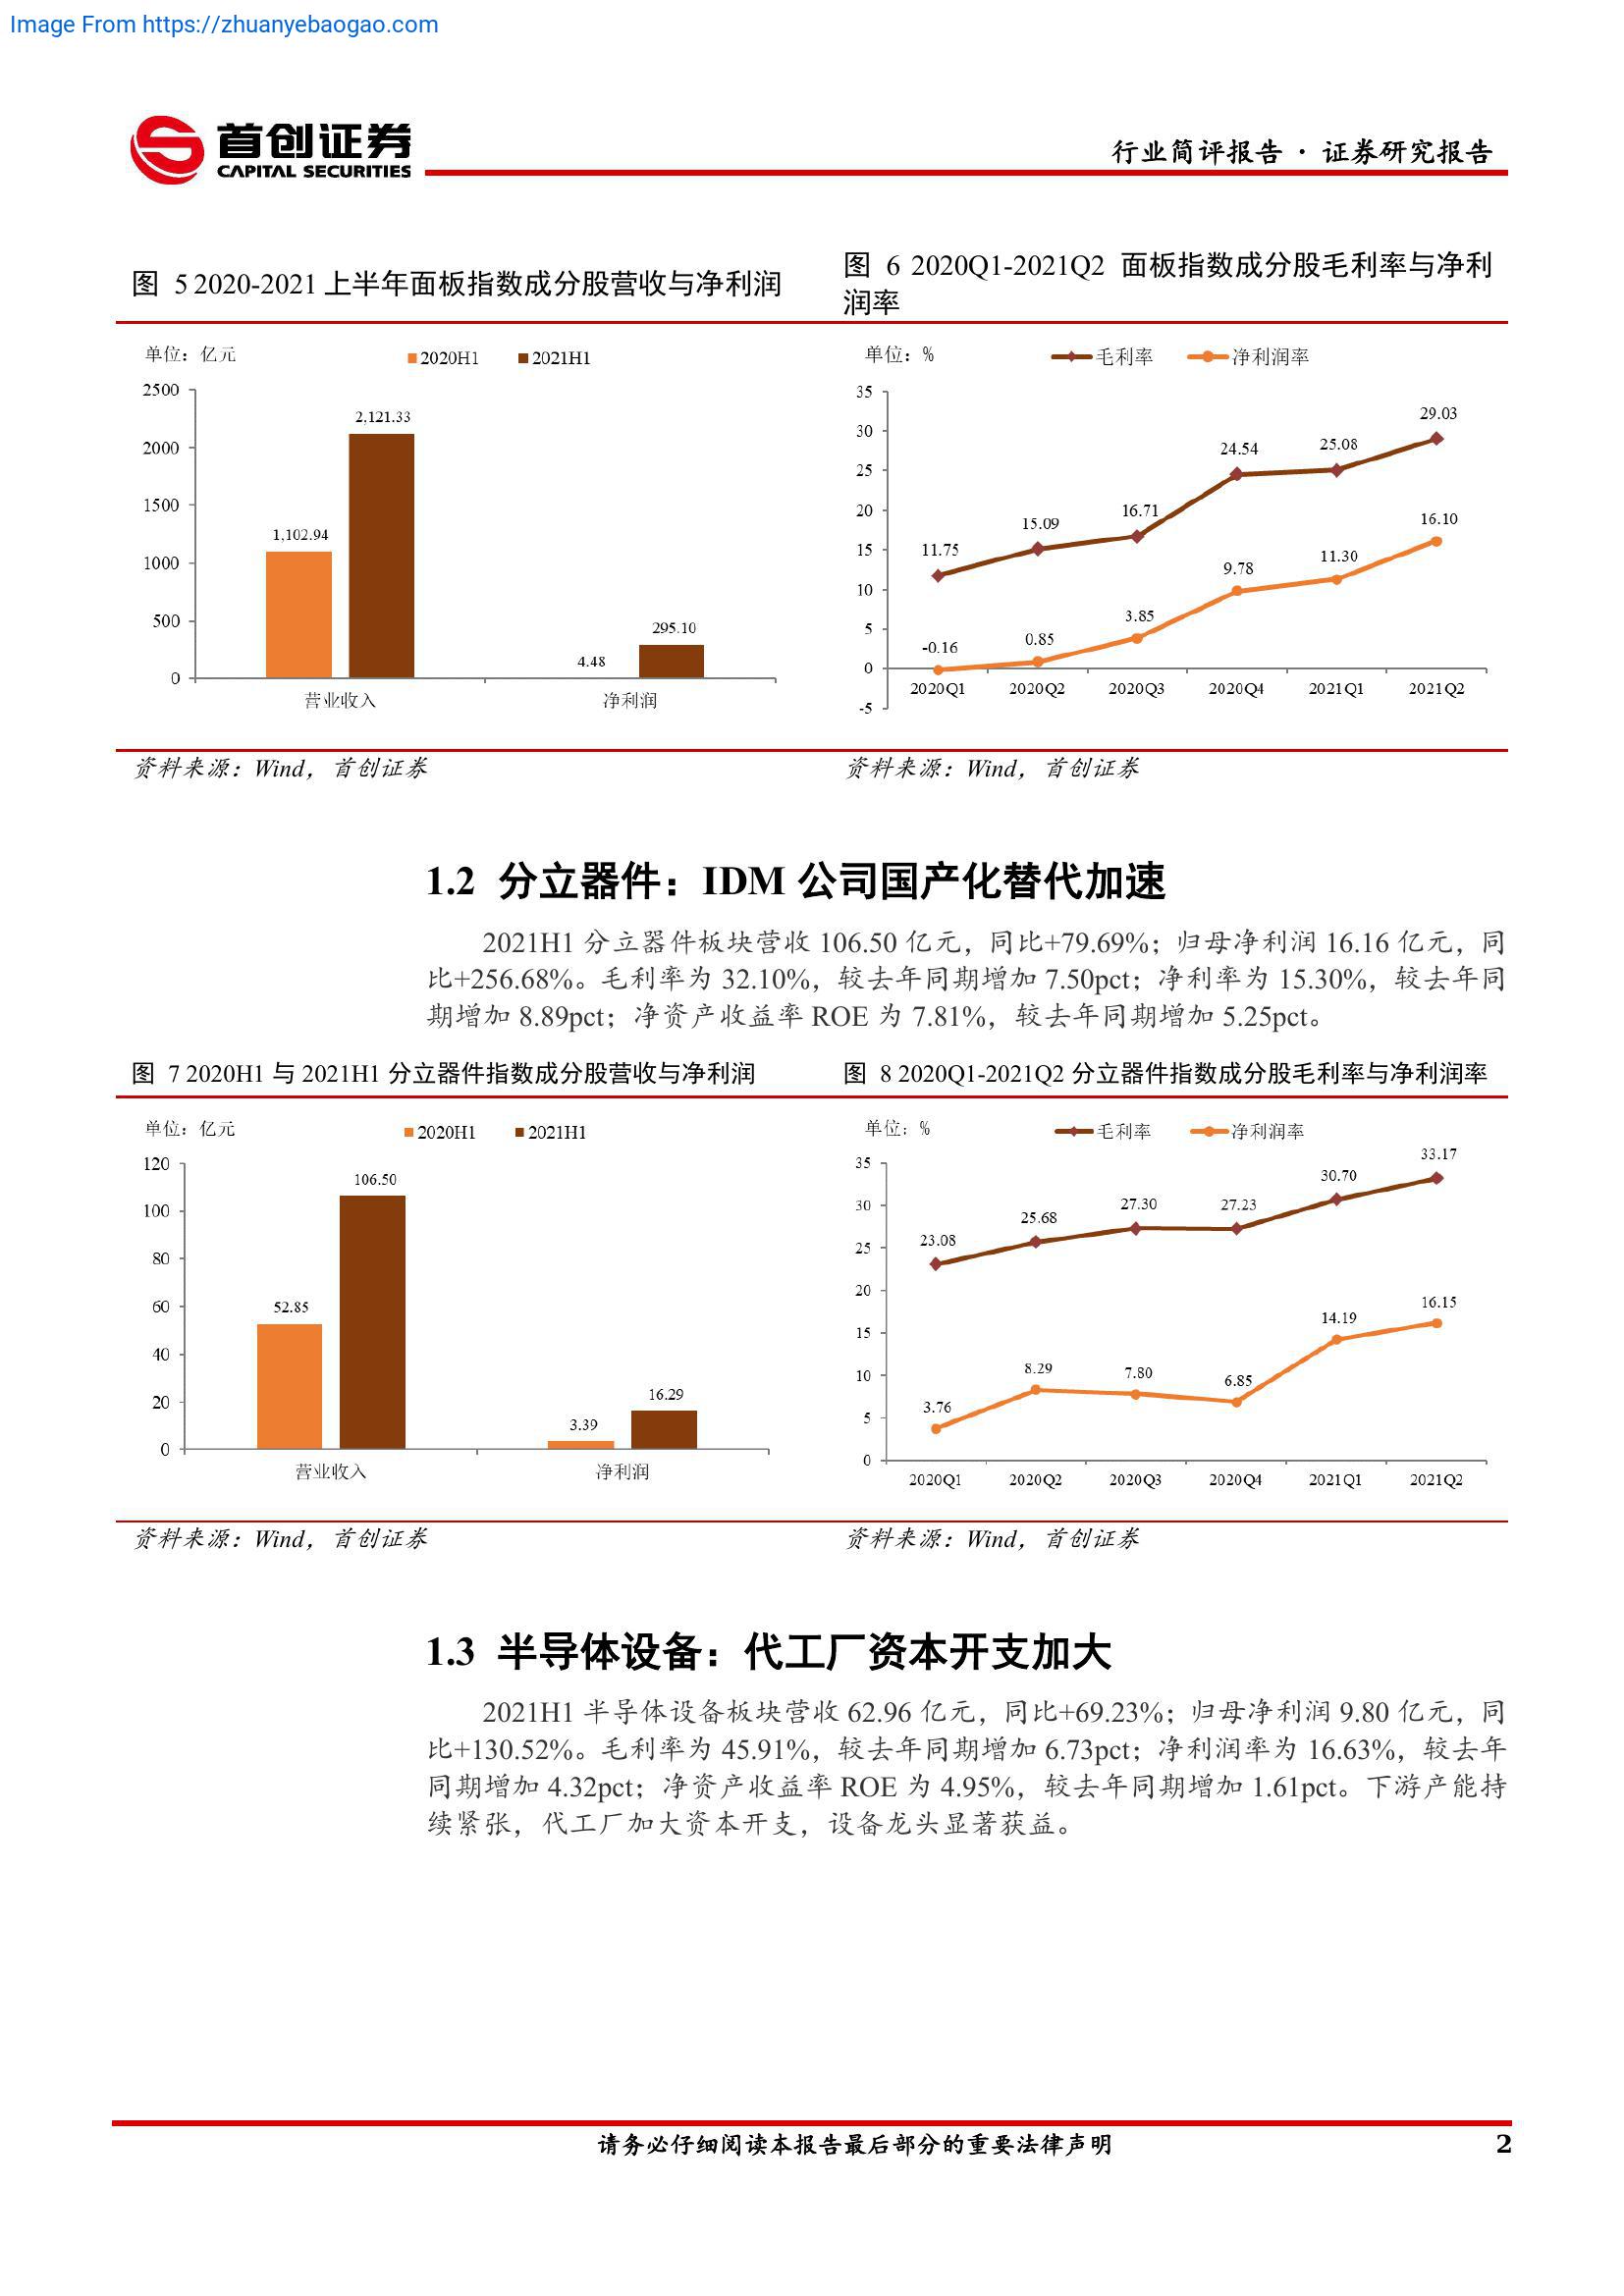 Image From https://zhuanyebaogao.com
首创证券
CAPITAL SECURITIES
行业简评报告 · 证券研究报告
图 5 2020-2021 上半年面板指数成分股营收与净利润
图 6 2020Q1-2021Q2 面板指数成分股毛利率与净利
润率
单位：亿元
2020H1 2021H1
2500
2000
1500
1000
500
0
1,102.94
2,121.33
4.48
295.10
营业收入 净利润
单位：%
毛利率 净利润率
35
30
25
20
15
10
5
0
-5
11.75 15.09 16.71 24.54 25.08 29.03
-0.16 0.85 3.85 9.78 11.30 16.10
2020Q1 2020Q2 2020Q3 2020Q4 2021Q1 2021Q2
资料来源：Wind，首创证券
资料来源：Wind，首创证券
1.2 分立器件：IDM 公司国产化替代加速
2021H1 分立器件板块营收 106.50 亿元，同比+79.69%；归母净利润 16.16 亿元，同
比+256.68%。毛利率为 32.10%，较去年同期增加 7.50pct；净利率为 15.30%，较去年同
期增加 8.89pct；净资产收益率 ROE 为 7.81%，较去年同期增加 5.25pct。
图 7 2020H1 与 2021H1 分立器件指数成分股营收与净利润
图 8 2020Q1-2021Q2 分立器件指数成分股毛利率与净利润率
单位：亿元
2020H1 2021H1
120
100
80
60
40
20
0
52.85
106.50
3.39
16.29
营业收入 净利润
单位：%
毛利率 净利润率
35
30
25
20
15
10
5
0
23.08 25.68 27.30 27.23 30.70 33.17
3.76 8.29 7.80 6.85 14.19 16.15
2020Q1 2020Q2 2020Q3 2020Q4 2021Q1 2021Q2
资料来源：Wind，首创证券
资料来源：Wind，首创证券
1.3 半导体设备：代工厂资本开支加大
2021H1 半导体设备板块营收 62.96 亿元，同比+69.23%；归母净利润 9.80 亿元，同
比+130.52%。毛利率为 45.91%，较去年同期增加 6.73pct；净利润率为 16.63%，较去年
同期增加 4.32pct；净资产收益率 ROE 为 4.95%，较去年同期增加 1.61pct。下游产能持
续紧张，代工厂加大资本开支，设备龙头显著获益。
请务必仔细阅读本报告最后部分的重要法律声明
2